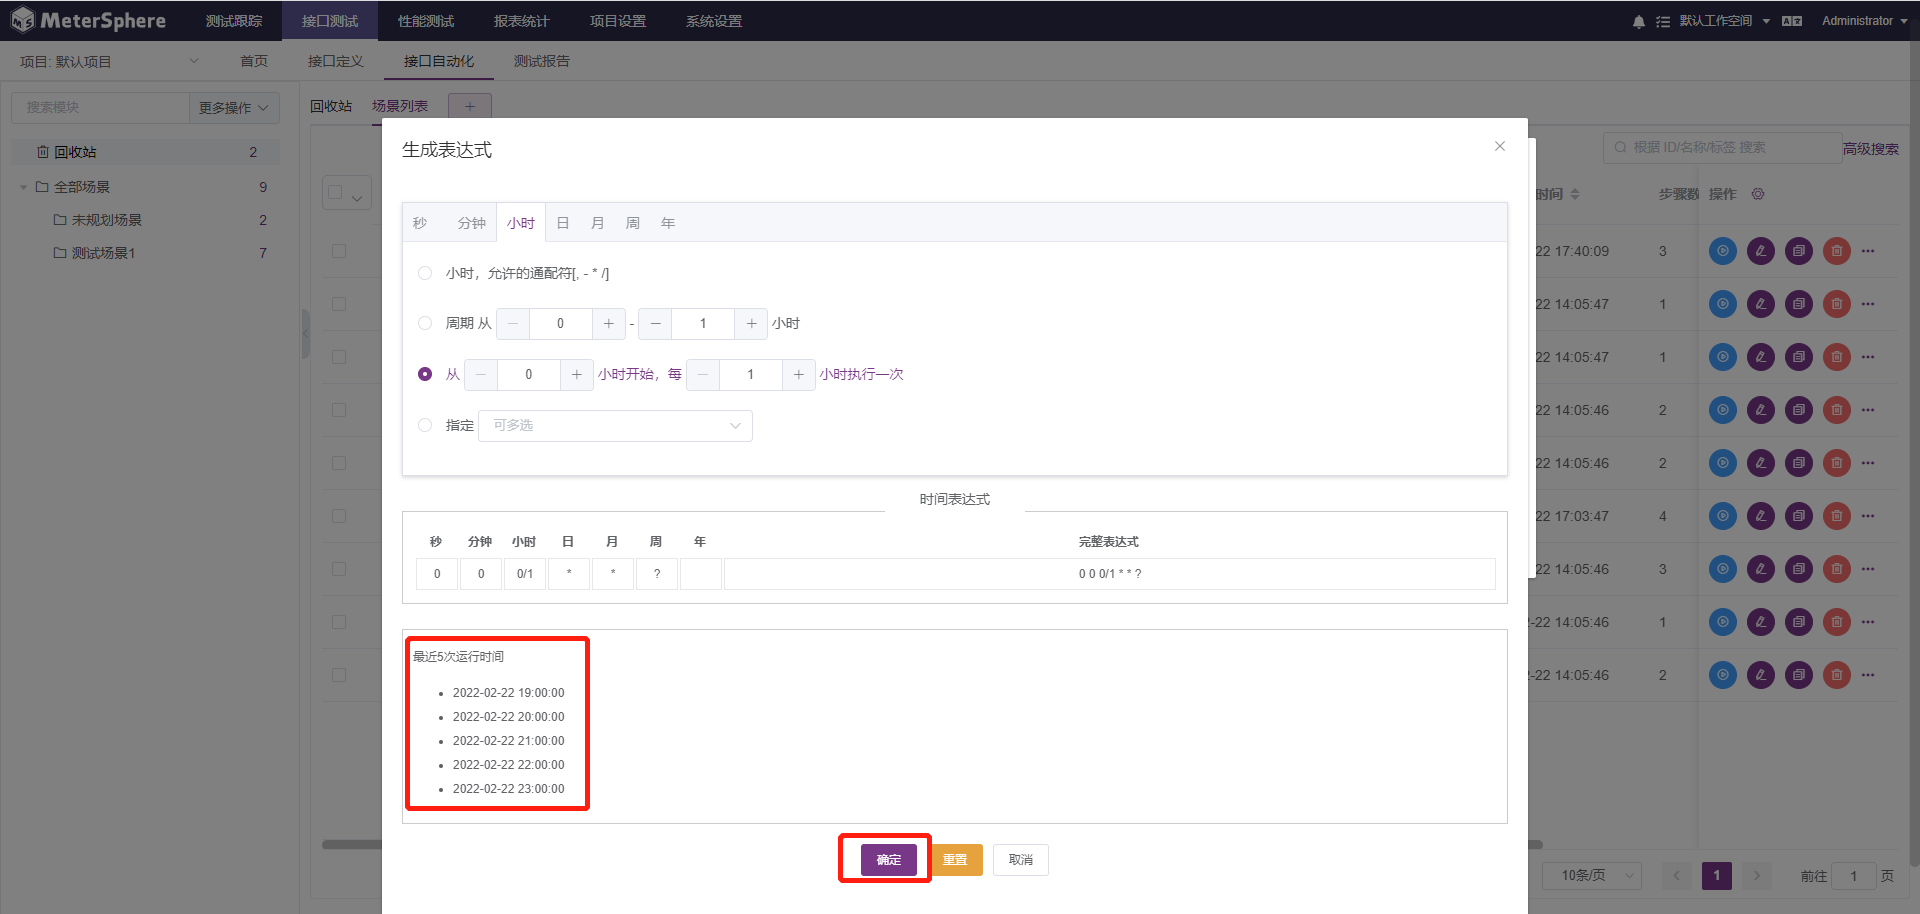 MeterSphere 测试跟踪 接口测试 性能测试 报表统计 项目设置 系统设置 默认工作空间 Administrator
项目: 默认项目 首页 接口定义 接口自动化 测试报告
搜索模块 更多操作
回收站 场景列表 +
回收站 2
全部场景 9
未规划场景 2
测试场景1 7
根据 ID/名称/标签 搜索 高级搜索
时间 步骤数 操作
22 17:40:09 3
22 14:05:47 1
22 14:05:47 1
22 14:05:46 2
22 14:05:46 2
22 17:03:47 4
22 14:05:46 3
-22 14:05:46 1
-22 14:05:46 2
生成表达式
秒 分钟 小时 日 月 周 年
小时，允许的通配符[, - * /]
周期 从 0 - 1 小时
从 0 小时开始，每 1 小时执行一次
指定 可多选
时间表达式
秒 分钟 小时 日 月 周 年 完整表达式
0 0 0/1 * * ? 0 0 0/1 * * ?
最近5次运行时间
2022-02-22 19:00:00
2022-02-22 20:00:00
2022-02-22 21:00:00
2022-02-22 22:00:00
2022-02-22 23:00:00
确定 重置 取消
10条/页 1 前往 1 页